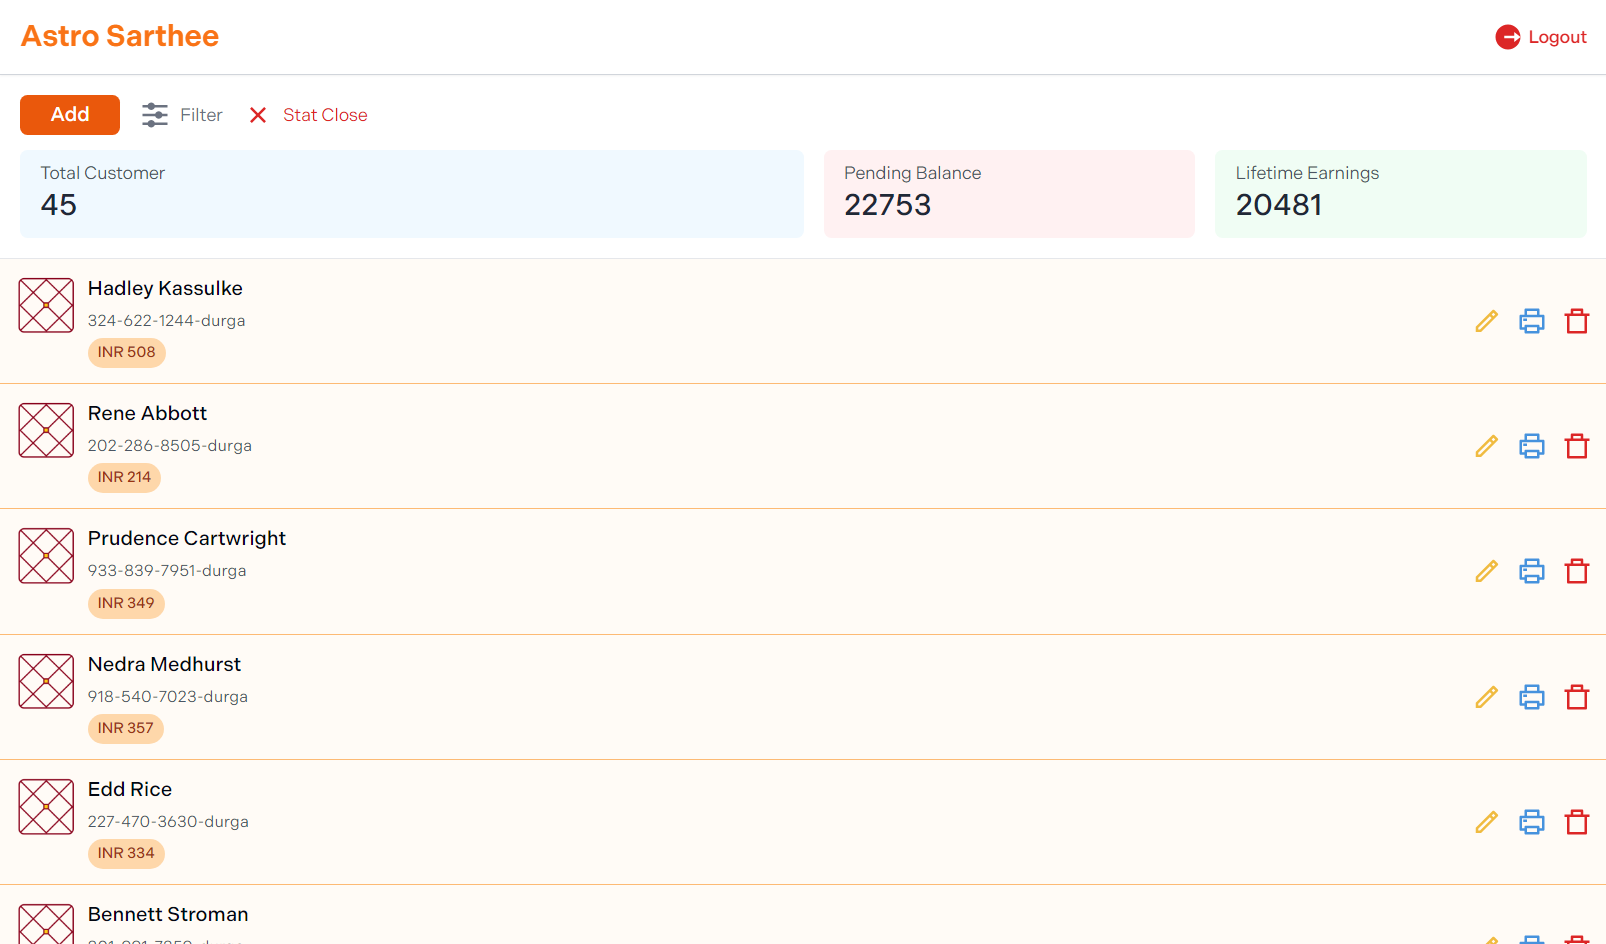 Astro Sarthee
Logout
Add
Filter
Stat Close
Total Customer
45
Pending Balance
22753
Lifetime Earnings
20481
Hadley Kassulke
324-622-1244-durga
INR 508
Rene Abbott
202-286-8505-durga
INR 214
Prudence Cartwright
933-839-7951-durga
INR 349
Nedra Medhurst
918-540-7023-durga
INR 357
Edd Rice
227-470-3630-durga
INR 334
Bennett Stroman